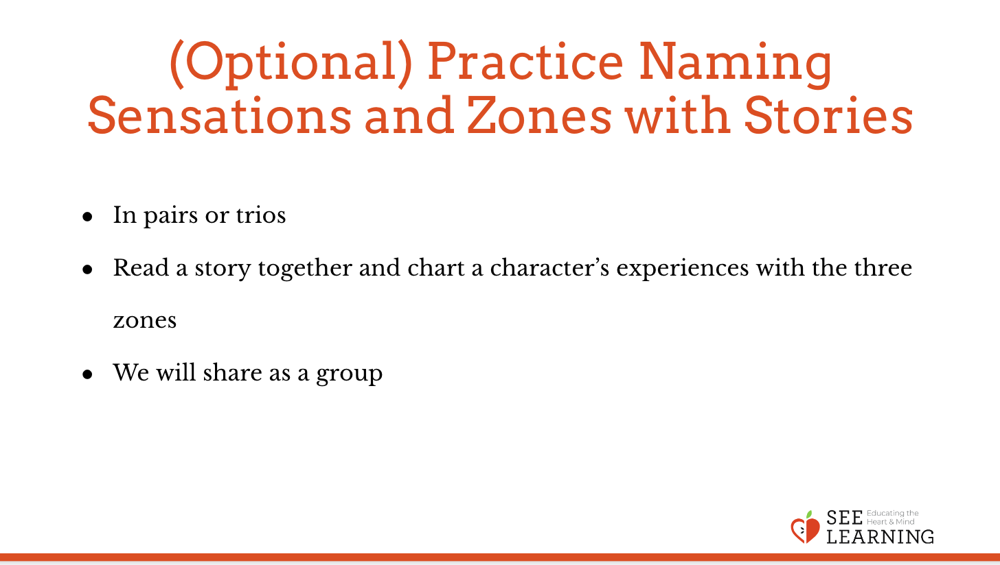 (Optional) Practice Naming
Sensations and Zones with Stories
● In pairs or trios
● Read a story together and chart a character’s experiences with the three
zones
● We will share as a group
SEE Educating the
Heart & Mind
LEARNING